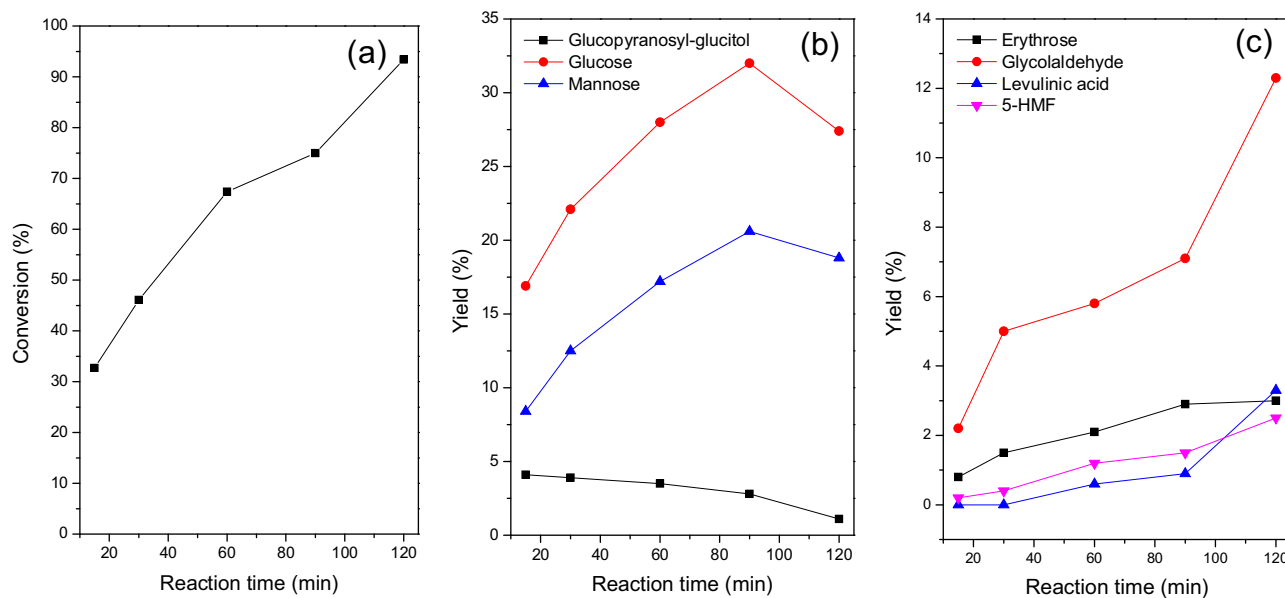 100
90
80
70
60
50
40
30
20
10
0
20 40 60 80 100 120
Conversion (%)
Reaction time (min)
(a)
35
30
25
20
15
10
5
0
20 40 60 80 100 120
Yield (%)
Reaction time (min)
Glucopyranosyl-glucitol
Glucose
Mannose
(b)
14
12
10
8
6
4
2
0
20 40 60 80 100 120
Yield (%)
Reaction time (min)
Erythrose
Glycolaldehyde
Levulinic acid
5-HMF
(c)